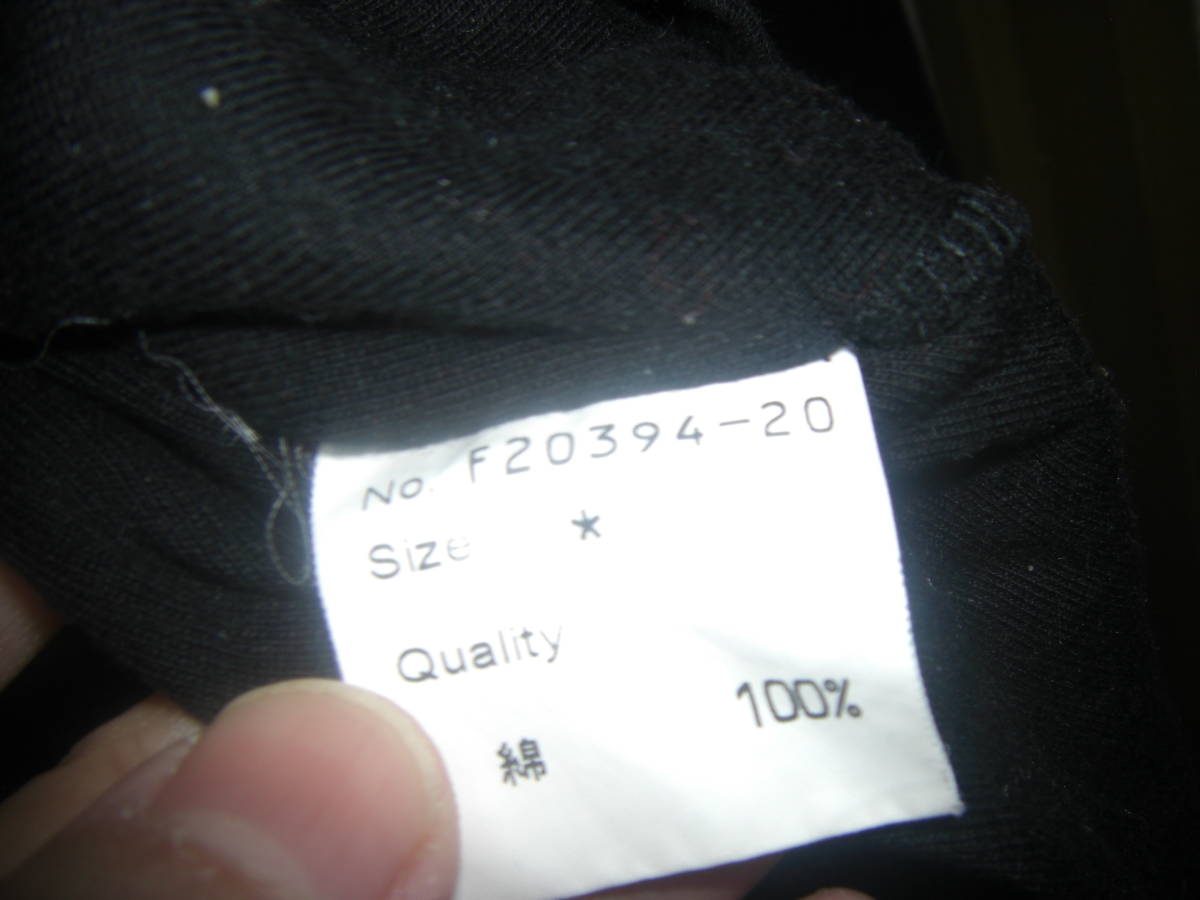 No. F20394-20
Size *
Quality
綿 100%